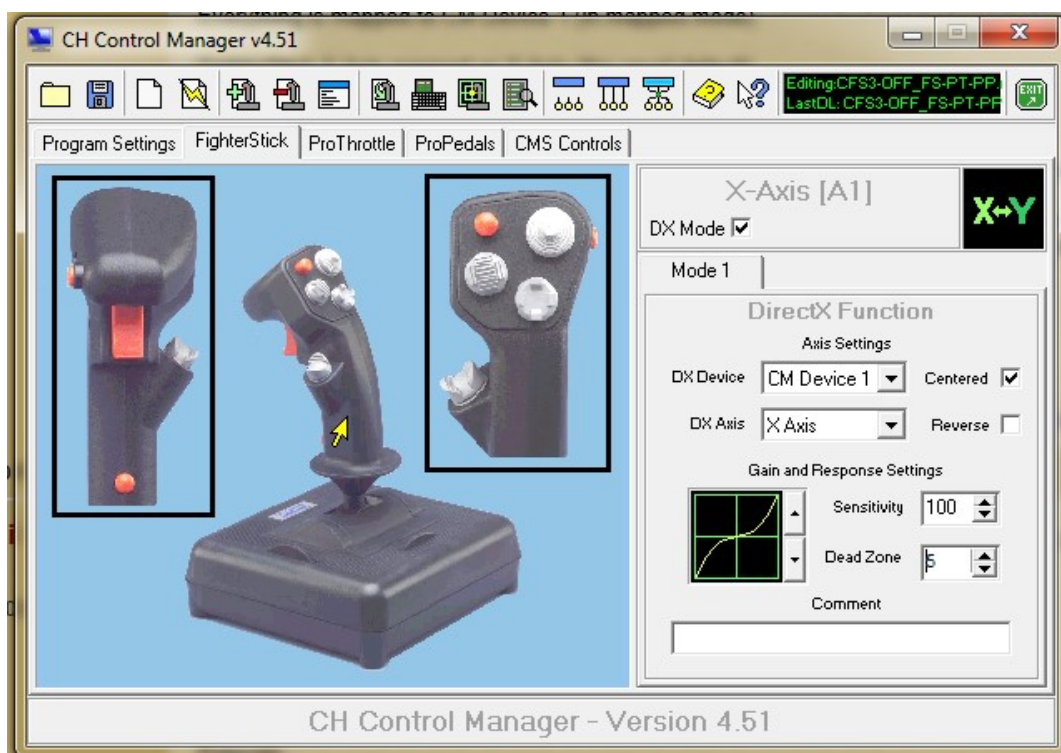 CH Control Manager v4.51
Editing:CFS3-OFF_FS-PT-PP.
LastDL: CFS3-OFF_FS-PT-PP
EXIT
Program Settings FighterStick ProThrottle ProPedals CMS Controls
X-Axis [A1]
DX Mode
X↔Y
Mode 1
DirectX Function
Axis Settings
DX Device CM Device 1 Centered
DX Axis X Axis Reverse
Gain and Response Settings
Sensitivity 100
Dead Zone 5
Comment
CH Control Manager - Version 4.51